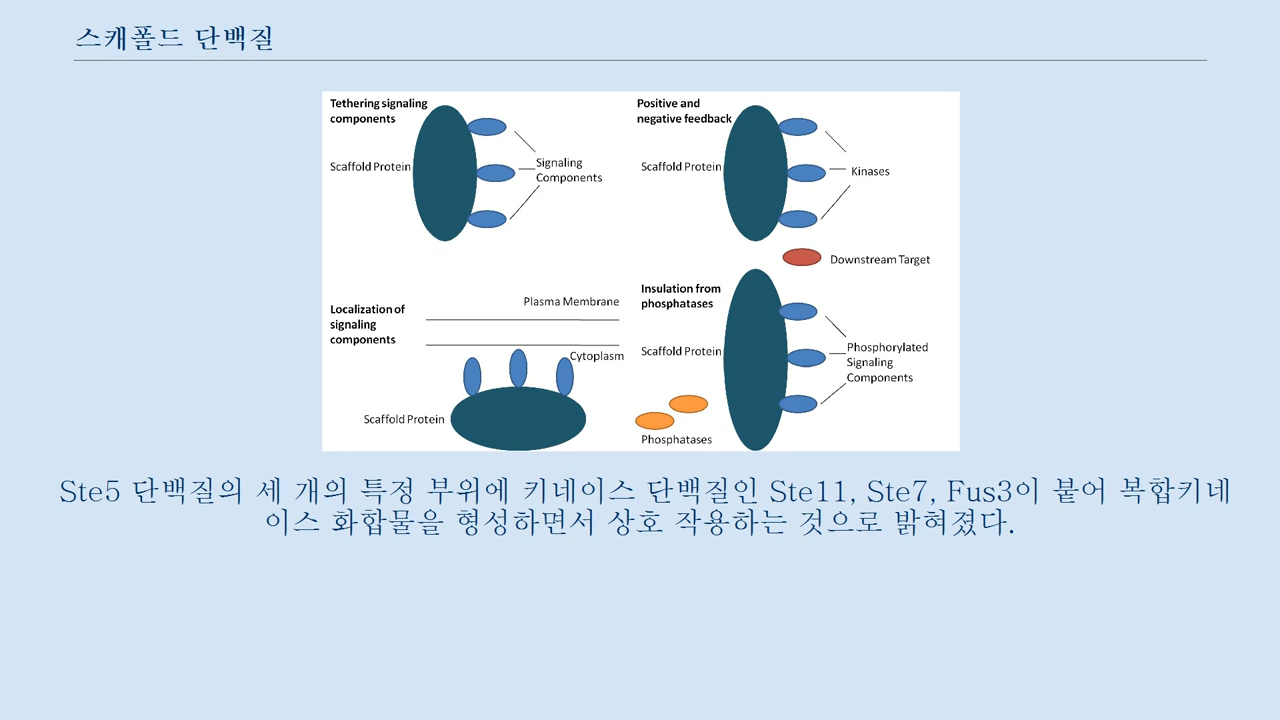 스캐폴드 단백질
Tethering signaling
components
Scaffold Protein
Signaling
Components
Positive and
negative feedback
Scaffold Protein
Kinases
Downstream Target
Localization of
signaling
components
Plasma Membrane
Cytoplasm
Scaffold Protein
Insulation from
phosphatases
Scaffold Protein
Phosphorylated
Signaling
Components
Phosphatases
Ste5 단백질의 세 개의 특정 부위에 키네이스 단백질인 Ste11, Ste7, Fus3이 붙어 복합키네
이스 화합물을 형성하면서 상호 작용하는 것으로 밝혀졌다.